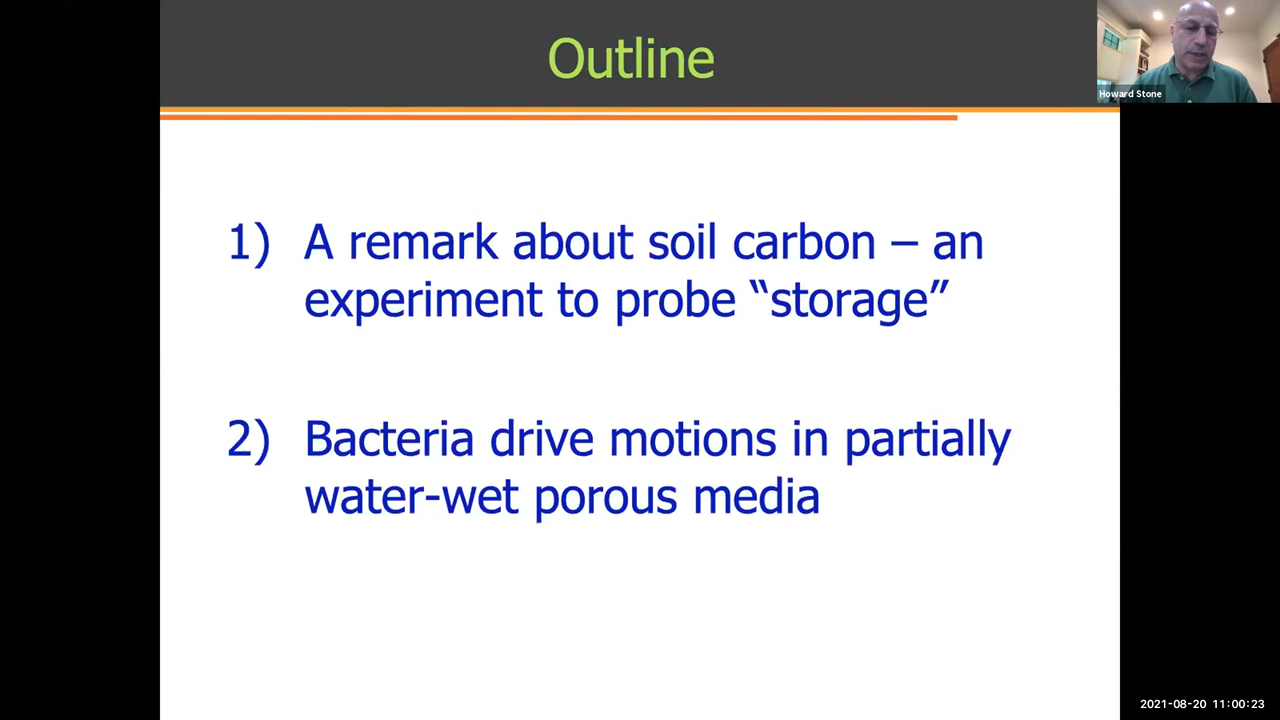 Outline
Howard Stone
1) A remark about soil carbon – an
experiment to probe “storage”
2) Bacteria drive motions in partially
water-wet porous media
2021-08-20 11:00:23